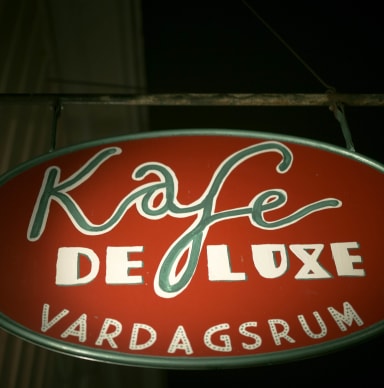 Kafe
DE LUXE
VARDAGSRUM